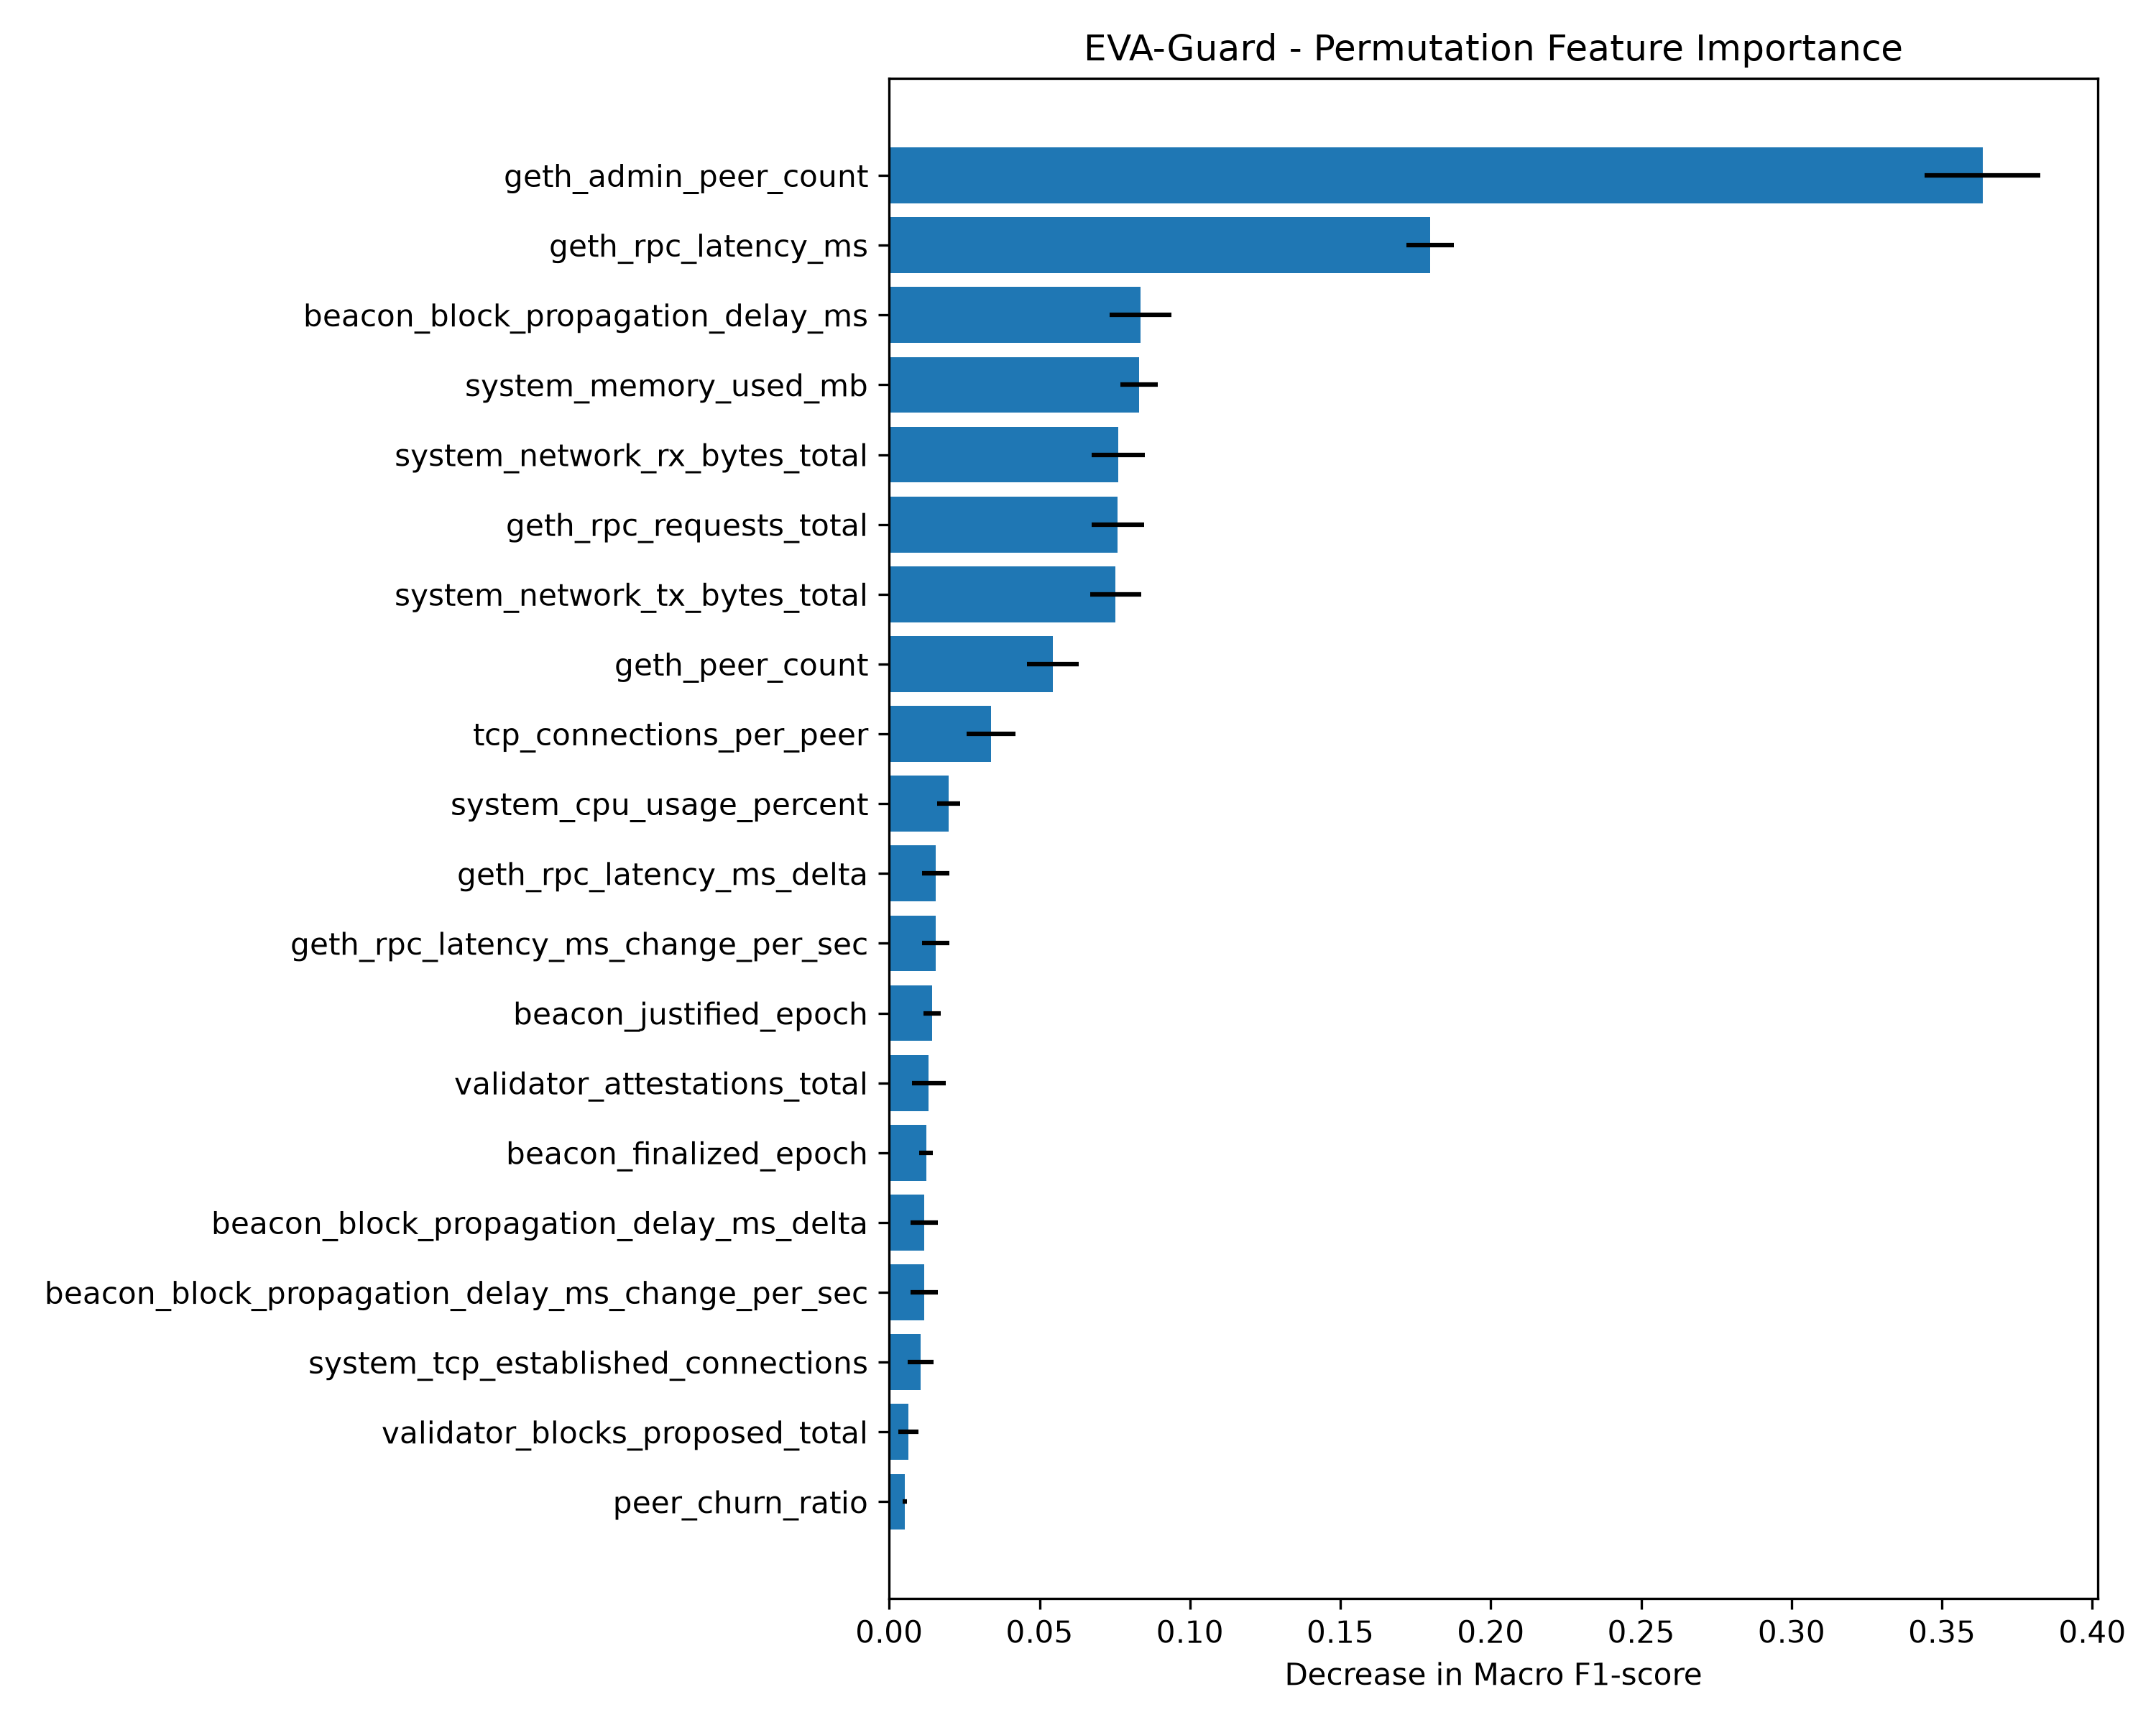 EVA-Guard - Permutation Feature Importance
geth_admin_peer_count
geth_rpc_latency_ms
beacon_block_propagation_delay_ms
system_memory_used_mb
system_network_rx_bytes_total
geth_rpc_requests_total
system_network_tx_bytes_total
geth_peer_count
tcp_connections_per_peer
system_cpu_usage_percent
geth_rpc_latency_ms_delta
geth_rpc_latency_ms_change_per_sec
beacon_justified_epoch
validator_attestations_total
beacon_finalized_epoch
beacon_block_propagation_delay_ms_delta
beacon_block_propagation_delay_ms_change_per_sec
system_tcp_established_connections
validator_blocks_proposed_total
peer_churn_ratio
0.00 0.05 0.10 0.15 0.20 0.25 0.30 0.35 0.40
Decrease in Macro F1-score